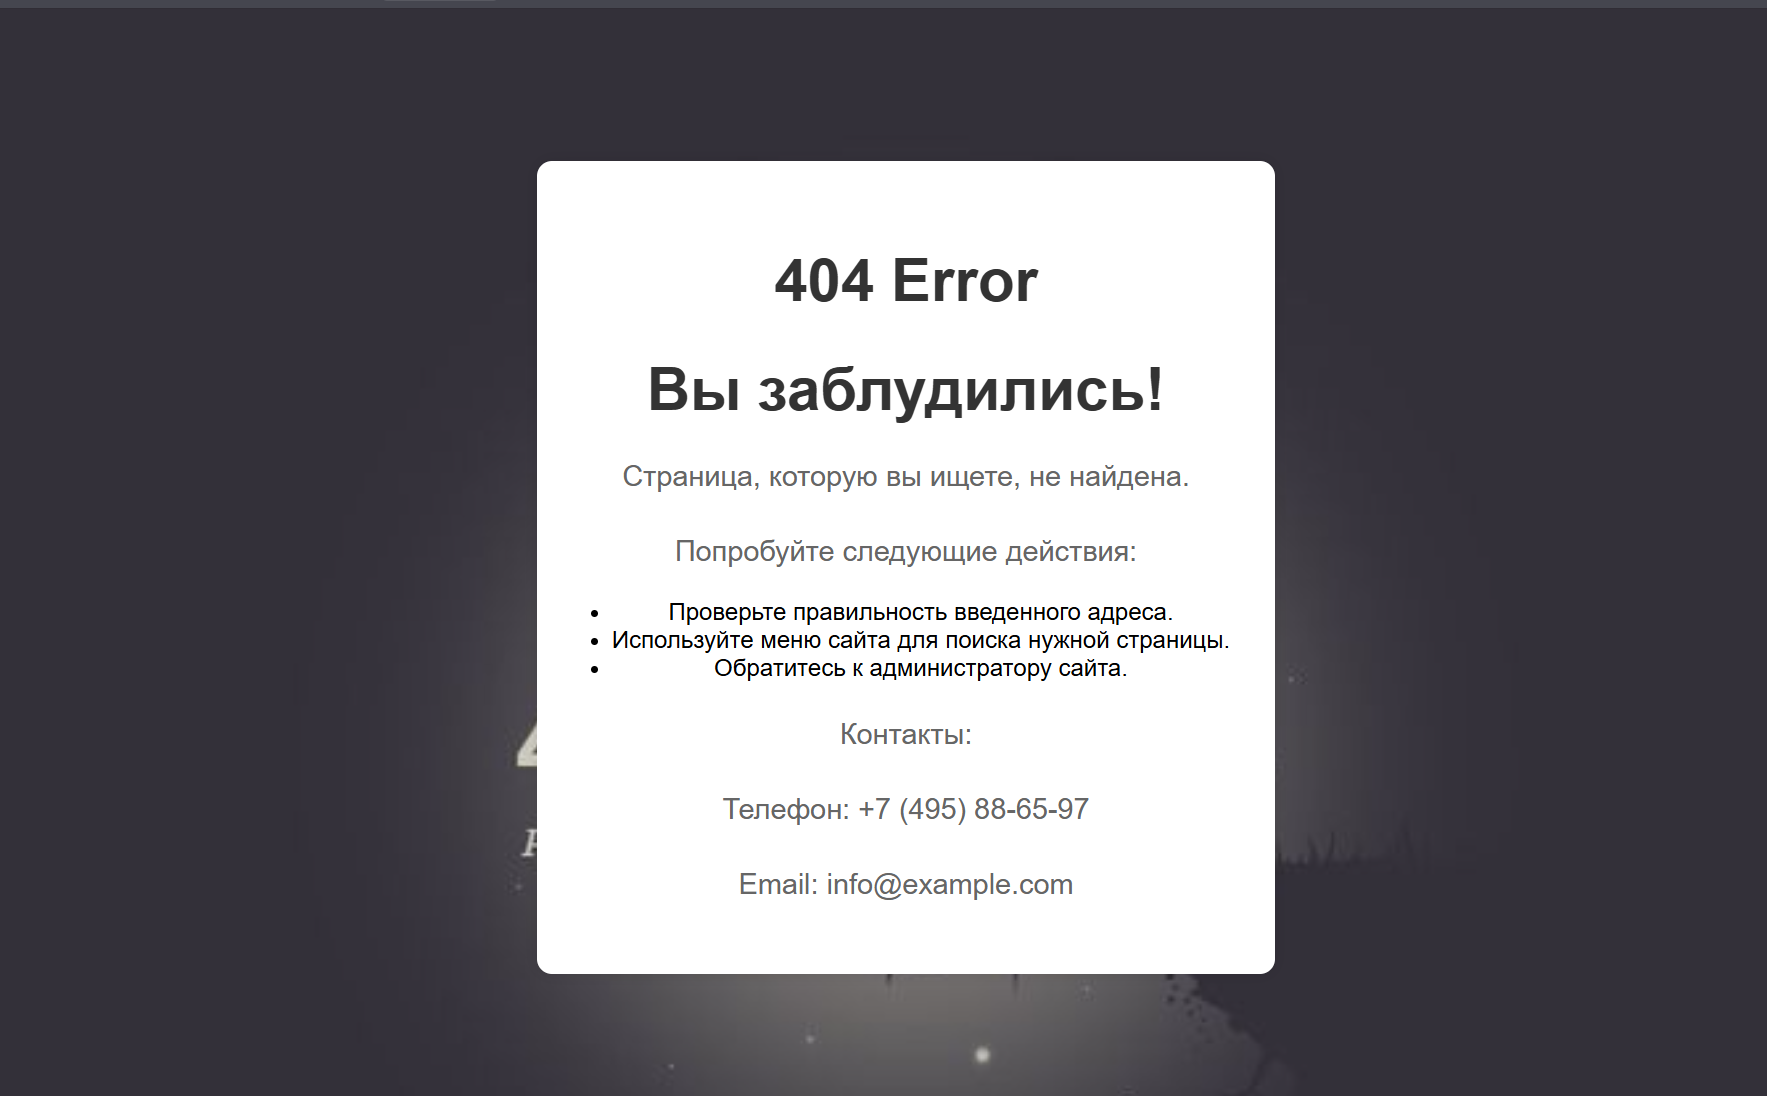 404 Error
Вы заблудились!
Страница, которую вы ищете, не найдена.
Попробуйте следующие действия:
• Проверьте правильность введенного адреса.
• Используйте меню сайта для поиска нужной страницы.
• Обратитесь к администратору сайта.
Контакты:
Телефон: +7 (495) 88-65-97
Email: info@example.com